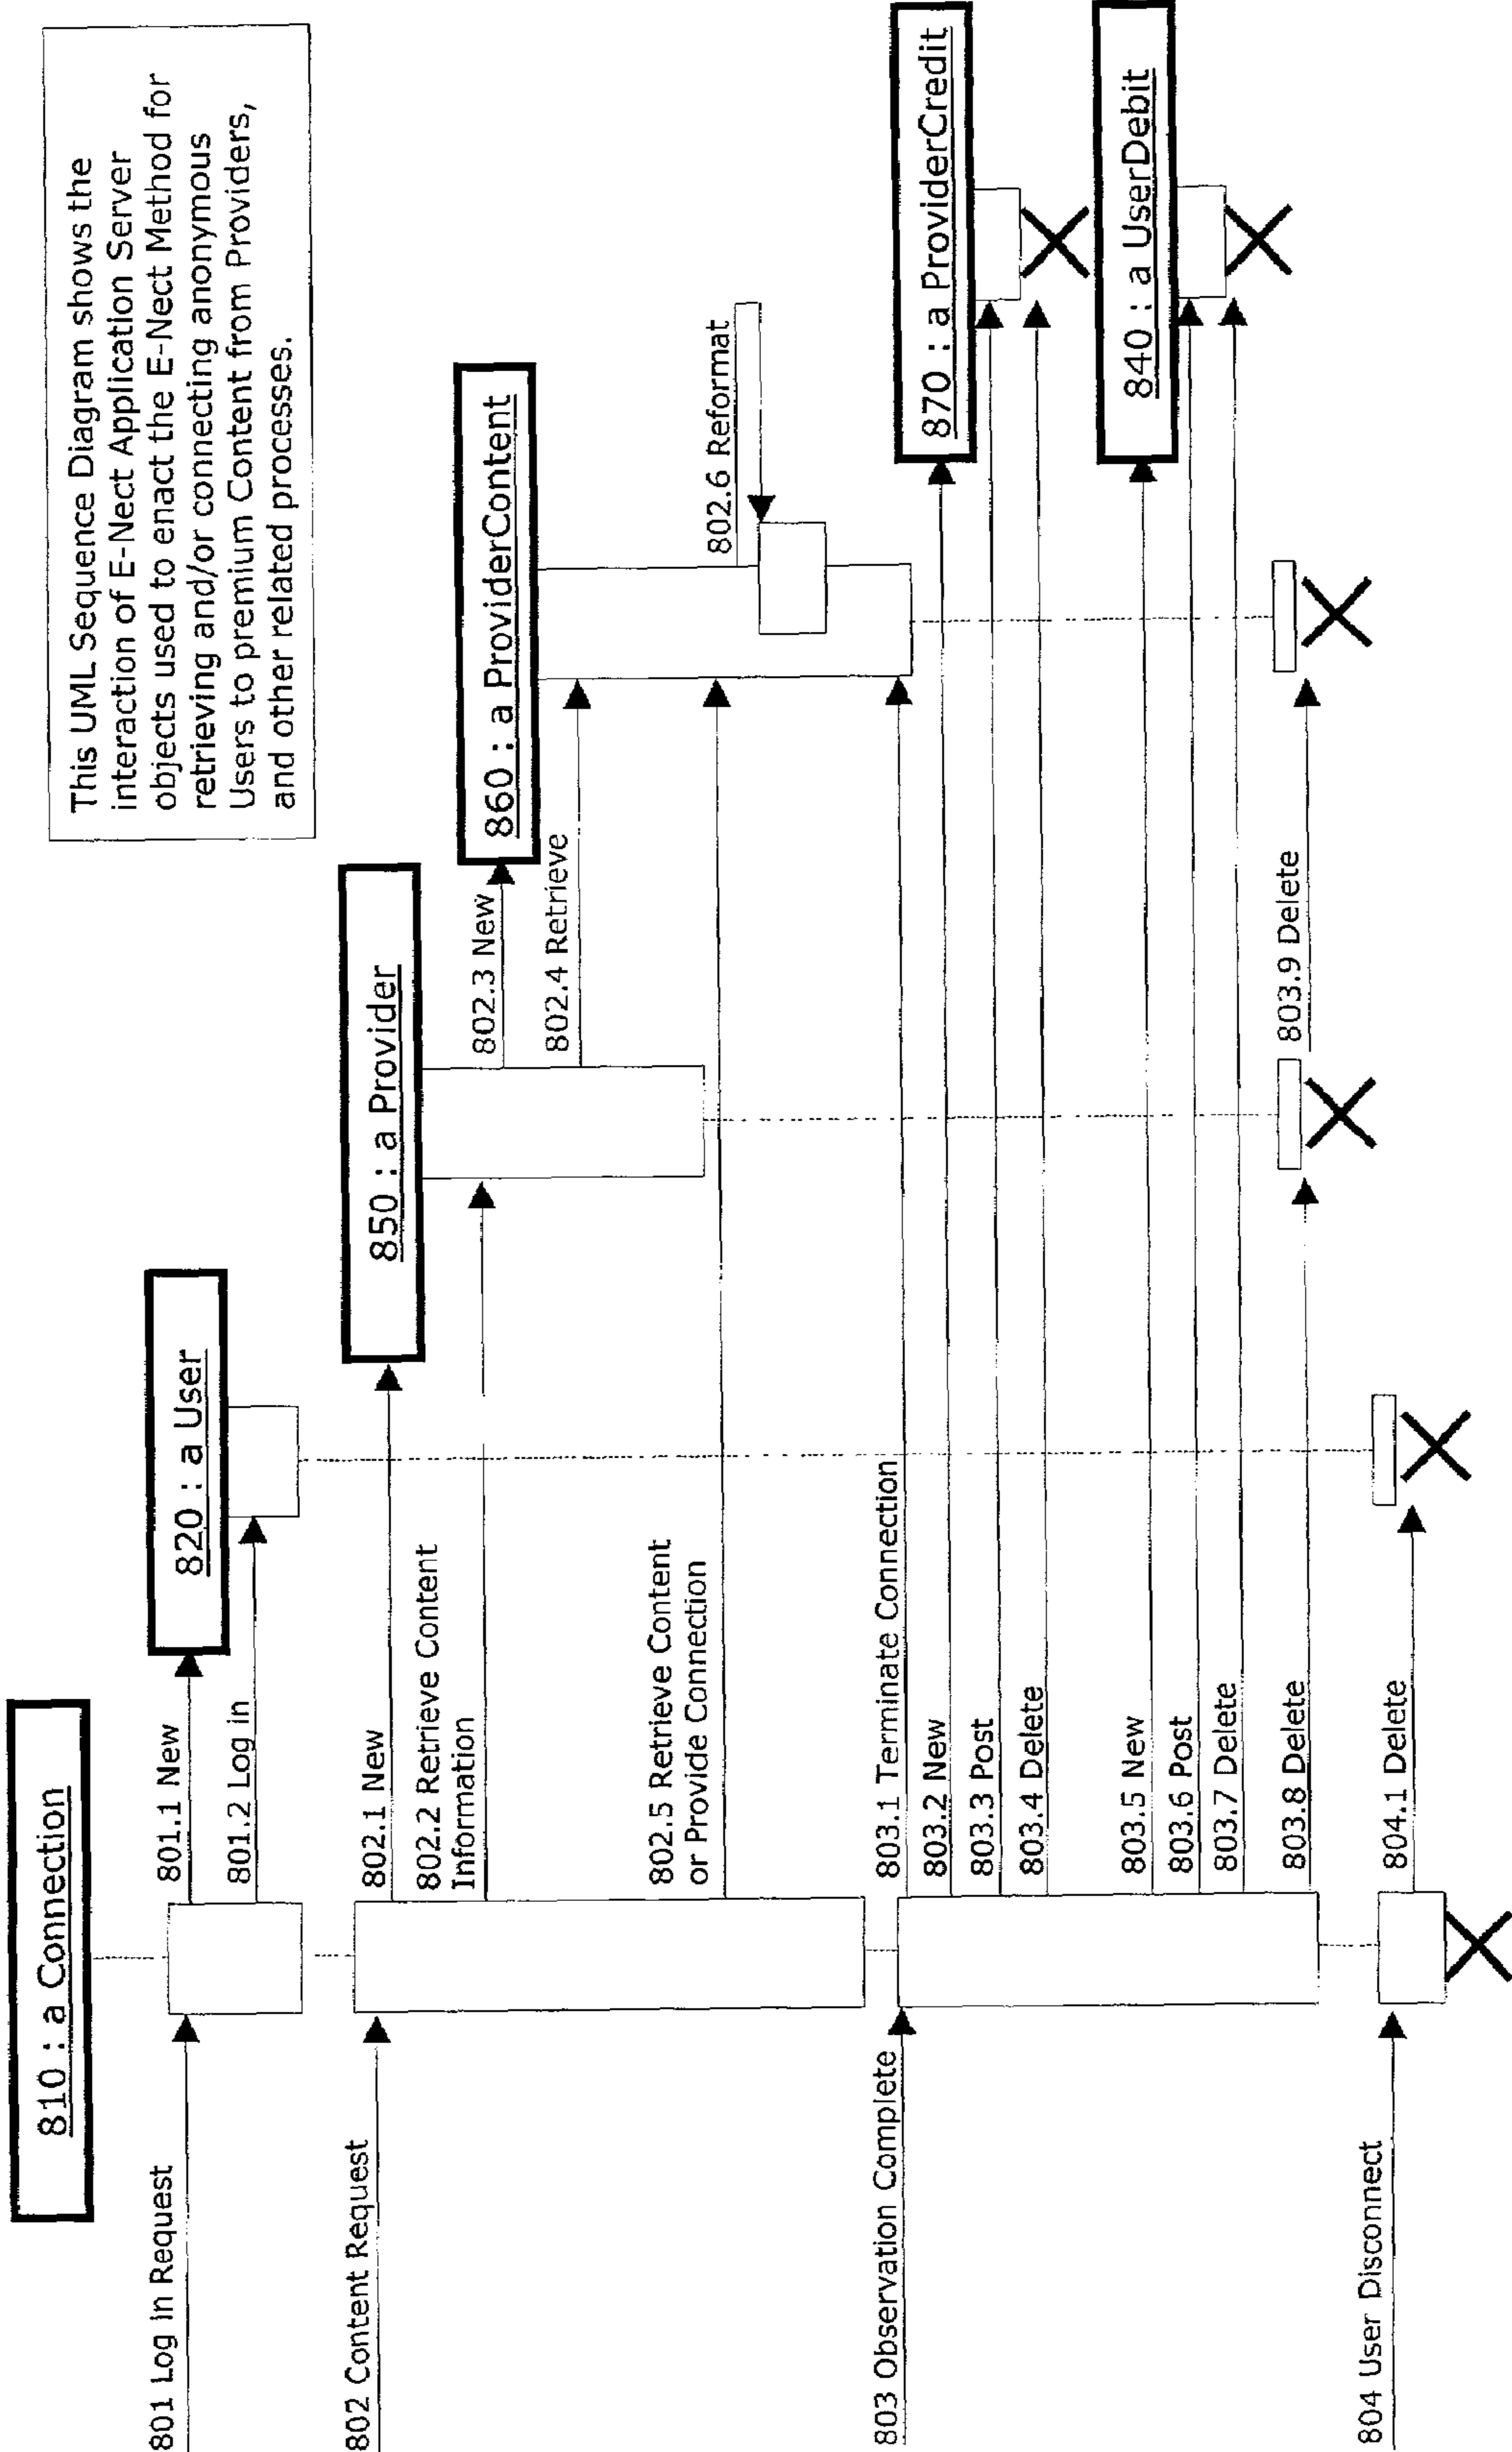 This UML Sequence Diagram shows the
interaction of E-Nect Application Server
objects used to enact the E-Nect Method for
retrieving and/or connecting anonymous
Users to premium Content from Providers,
and other related processes.
810 : a Connection
801 Log in Request
801.1 New
820 : a User
801.2 Log in
802 Content Request
802.1 New
850 : a Provider
802.2 Retrieve Content
Information
802.3 New
860 : a ProviderContent
802.4 Retrieve
802.5 Retrieve Content
or Provide Connection
802.6 Reformat
803 Observation Complete
803.1 Terminate Connection
803.2 New
870 : a ProviderCredit
803.3 Post
803.4 Delete
803.5 New
840 : a UserDebit
803.6 Post
803.7 Delete
803.8 Delete
803.9 Delete
804 User Disconnect
804.1 Delete